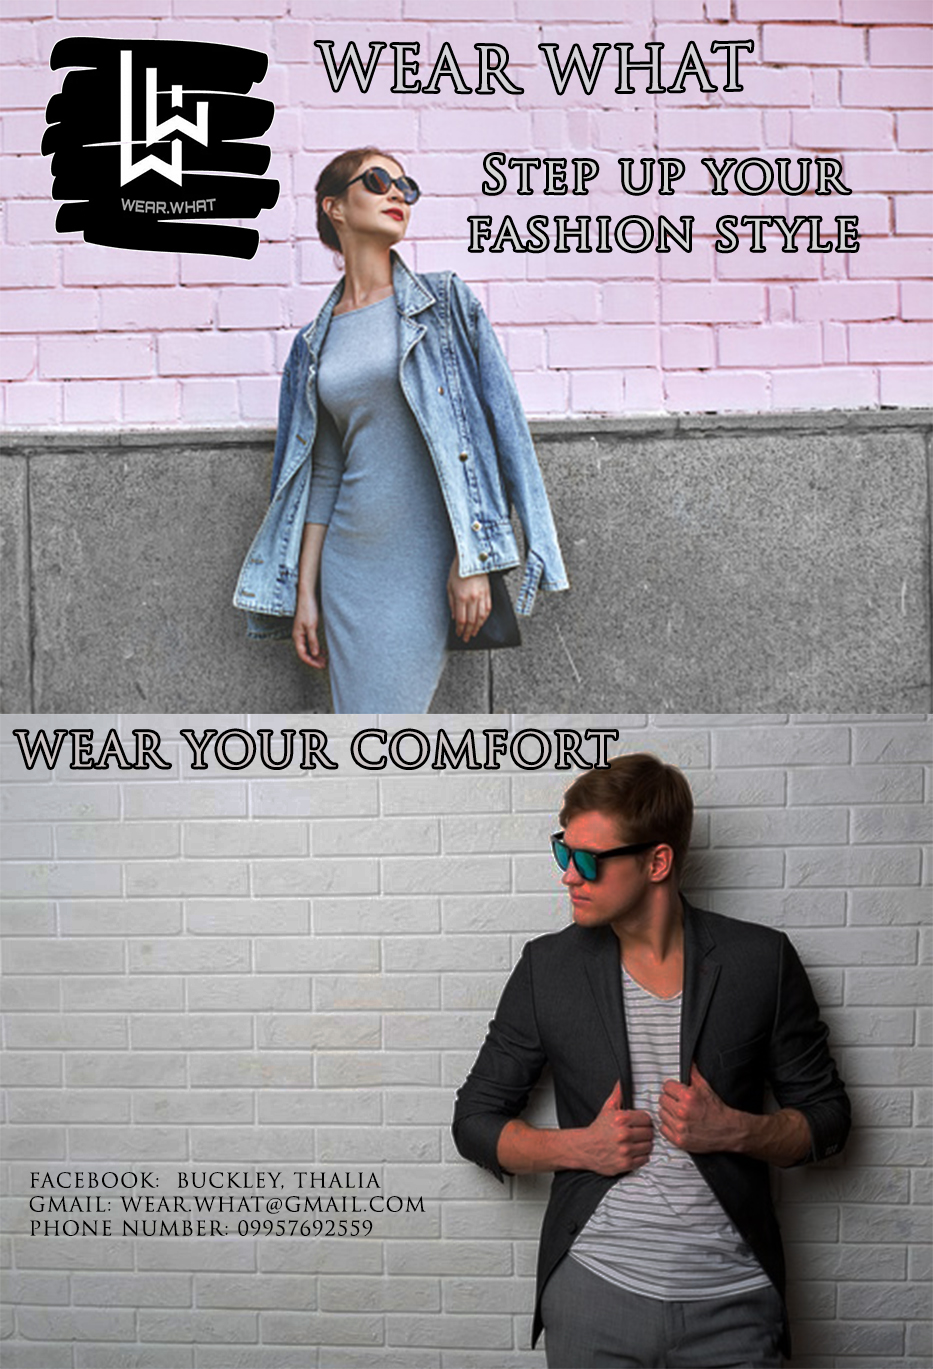 WEAR WHAT
WEAR.WHAT
STEP UP YOUR
FASHION STYLE
WEAR YOUR COMFORT
FACEBOOK: BUCKLEY, THALIA
GMAIL: WEAR.WHAT@GMAIL.COM
PHONE NUMBER: 09957692559